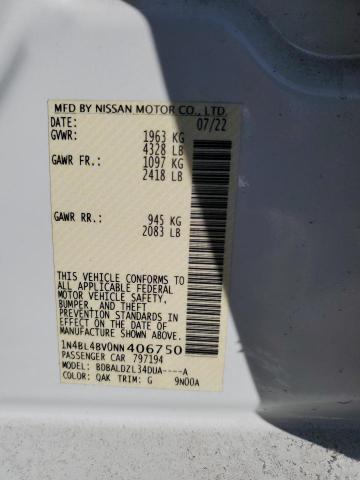 MFD BY NISSAN MOTOR CO., LTD.
DATE: 07/22
GVWR: 1963 KG
4328 LB
GAWR FR.: 1097 KG
2418 LB
GAWR RR.: 945 KG
2083 LB
THIS VEHICLE CONFORMS TO
ALL APPLICABLE FEDERAL
MOTOR VEHICLE SAFETY,
BUMPER, AND THEFT
PREVENTION STANDARDS IN
EFFECT ON THE DATE OF
MANUFACTURE SHOWN ABOVE.
1N4BL4BV0NN406750
PASSENGER CAR 797194
MODEL: BDBALDZL34DUA----A
COLOR: QAK TRIM: G 9N00A